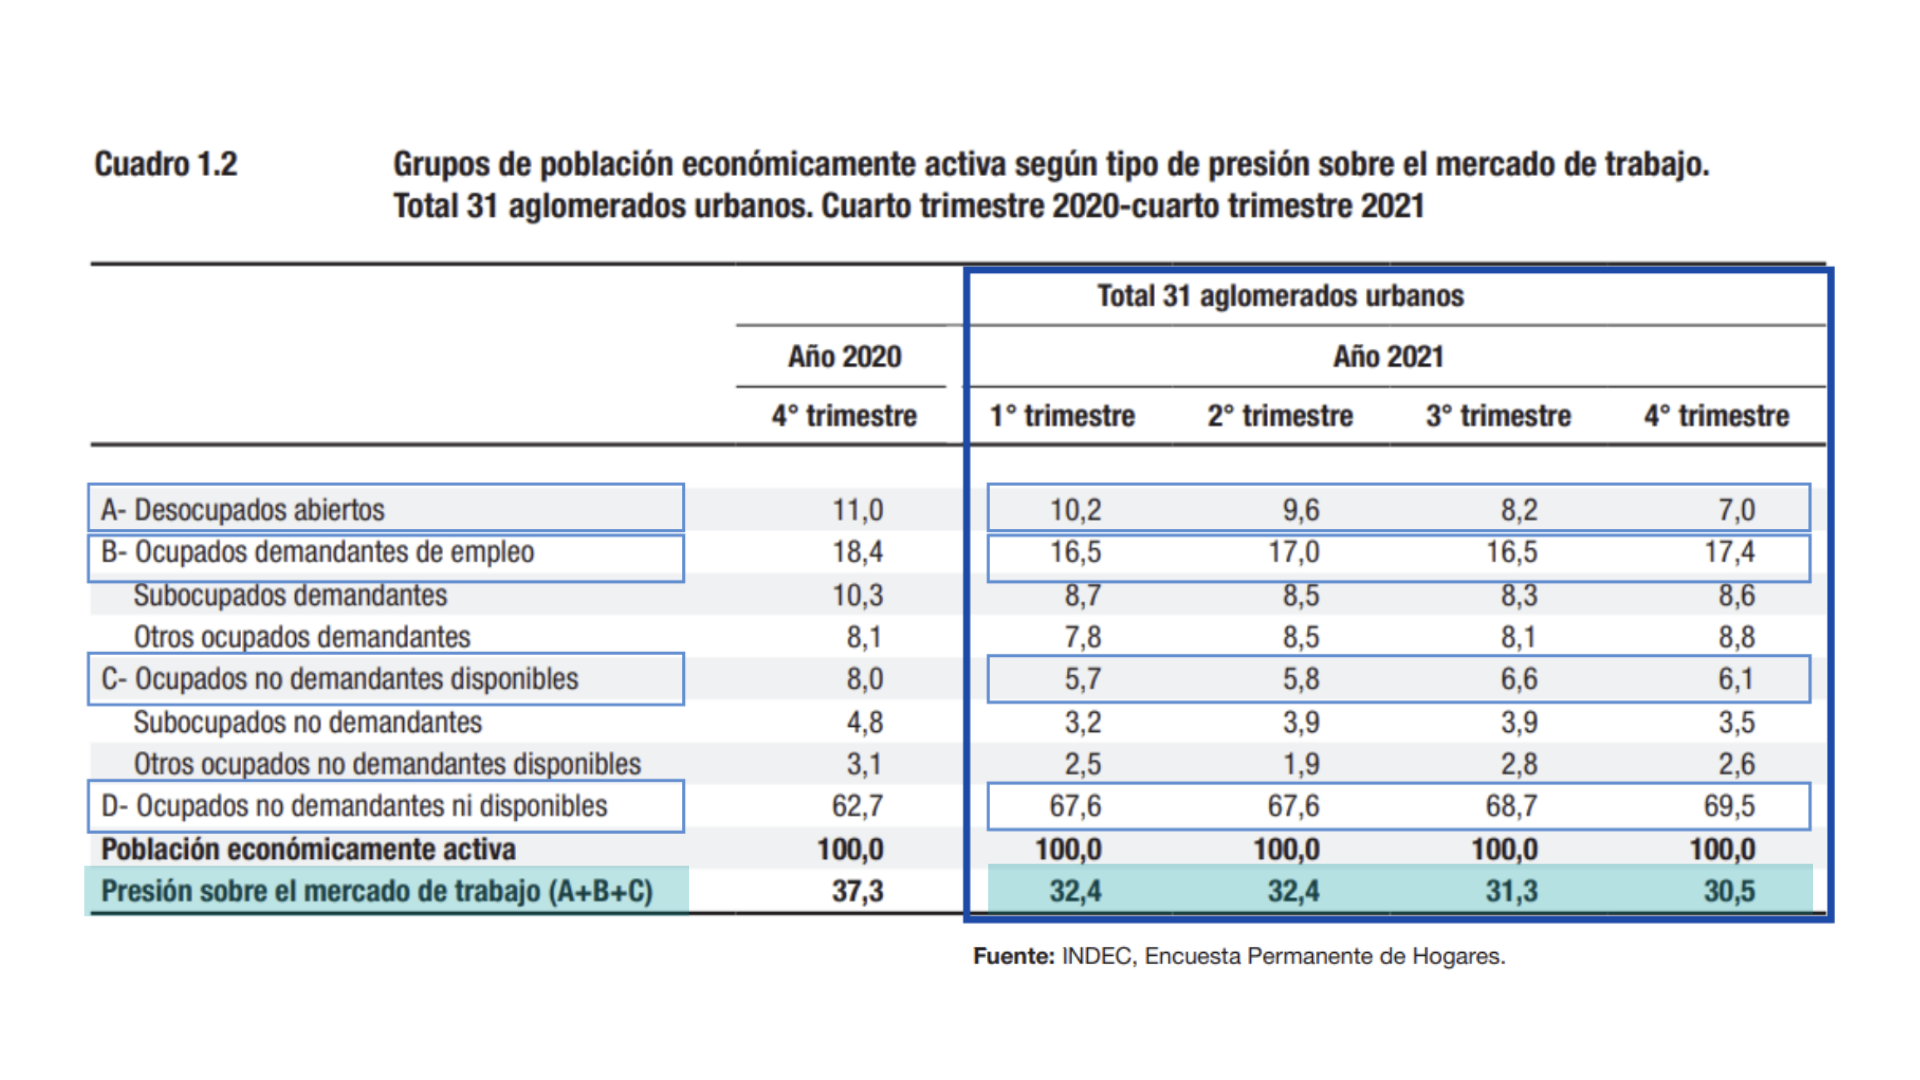 Cuadro 1.2 Grupos de población económicamente activa según tipo de presión sobre el mercado de trabajo.
Total 31 aglomerados urbanos. Cuarto trimestre 2020-cuarto trimestre 2021
Total 31 aglomerados urbanos
Año 2020 Año 2021
4° trimestre 1° trimestre 2° trimestre 3° trimestre 4° trimestre
A- Desocupados abiertos 11,0 10,2 9,6 8,2 7,0
B- Ocupados demandantes de empleo 18,4 16,5 17,0 16,5 17,4
Subocupados demandantes 10,3 8,7 8,5 8,3 8,6
Otros ocupados demandantes 8,1 7,8 8,5 8,1 8,8
C- Ocupados no demandantes disponibles 8,0 5,7 5,8 6,6 6,1
Subocupados no demandantes 4,8 3,2 3,9 3,9 3,5
Otros ocupados no demandantes disponibles 3,1 2,5 1,9 2,8 2,6
D- Ocupados no demandantes ni disponibles 62,7 67,6 67,6 68,7 69,5
Población económicamente activa 100,0 100,0 100,0 100,0 100,0
Presión sobre el mercado de trabajo (A+B+C) 37,3 32,4 32,4 31,3 30,5
Fuente: INDEC, Encuesta Permanente de Hogares.